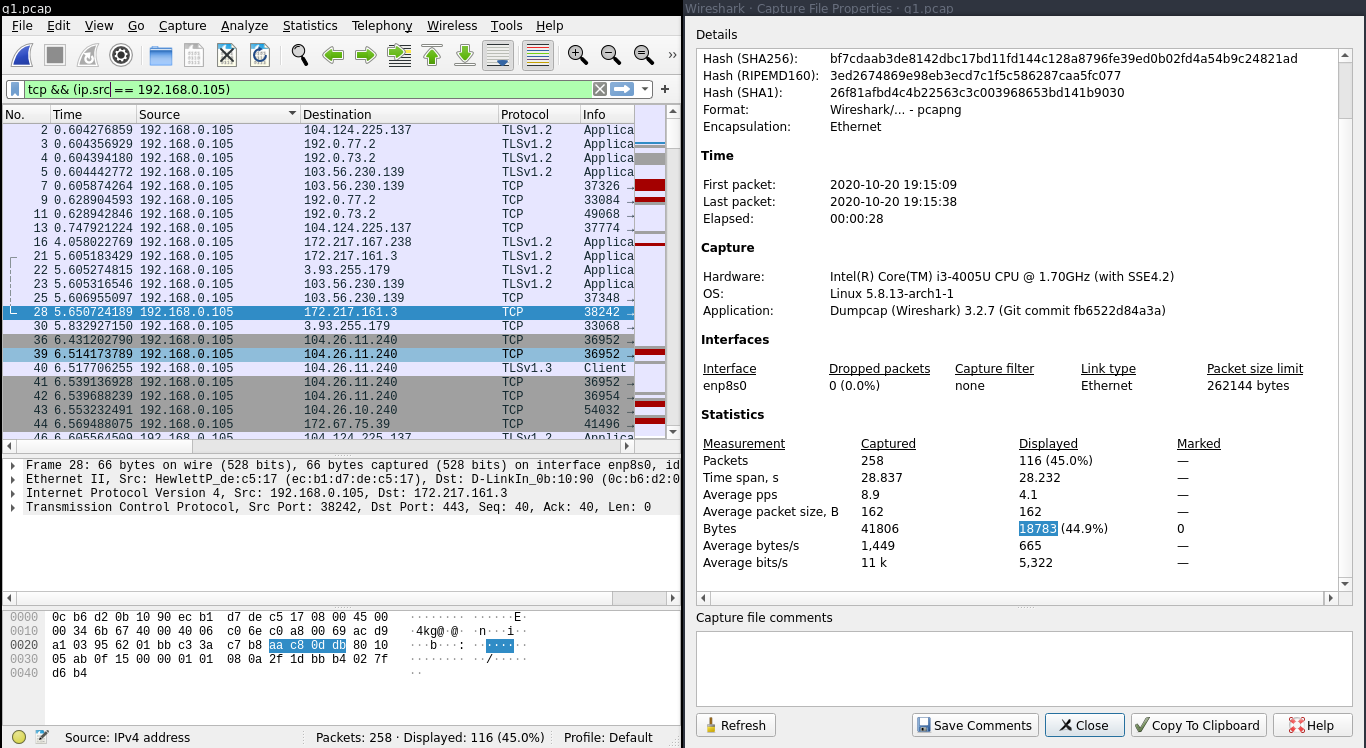 q1.pcap
File Edit View Go Capture Analyze Statistics Telephony Wireless Tools Help
tcp && (ip.src == 192.168.0.105)
No. Time Source Destination Protocol Info
2 0.604276859 192.168.0.105 104.124.225.137 TLSv1.2 Applica
3 0.604356929 192.168.0.105 192.0.77.2 TLSv1.2 Applica
4 0.604394180 192.168.0.105 192.0.73.2 TLSv1.2 Applica
5 0.604442772 192.168.0.105 103.56.230.139 TLSv1.2 Applica
7 0.605874264 192.168.0.105 103.56.230.139 TCP 37326 →
9 0.628904593 192.168.0.105 192.0.77.2 TCP 33084 →
11 0.628942846 192.168.0.105 192.0.73.2 TCP 49068 →
13 0.747921224 192.168.0.105 104.124.225.137 TCP 37774 →
16 4.058022769 192.168.0.105 172.217.167.238 TLSv1.2 Applica
21 5.605183429 192.168.0.105 172.217.161.3 TLSv1.2 Applica
22 5.605274815 192.168.0.105 3.93.255.179 TLSv1.2 Applica
23 5.605316546 192.168.0.105 103.56.230.139 TLSv1.2 Applica
25 5.606955097 192.168.0.105 103.56.230.139 TCP 37348 →
28 5.650724189 192.168.0.105 172.217.161.3 TCP 38242 →
30 5.832927150 192.168.0.105 3.93.255.179 TCP 33068 →
36 6.431202790 192.168.0.105 104.26.11.240 TCP 36952 →
39 6.514173789 192.168.0.105 104.26.11.240 TCP 36952 →
40 6.517706255 192.168.0.105 104.26.11.240 TLSv1.3 Client
41 6.539136928 192.168.0.105 104.26.11.240 TCP 36952 →
42 6.539688239 192.168.0.105 104.26.11.240 TCP 36954 →
43 6.553232491 192.168.0.105 104.26.10.240 TCP 54032 →
44 6.569488075 192.168.0.105 172.67.75.39 TCP 41496 →
46 6.605564509 192.168.0.105 104.124.225.137 TLSv1.2 Applica
Frame 28: 66 bytes on wire (528 bits), 66 bytes captured (528 bits) on interface enp8s0, id
Ethernet II, Src: HewlettP_de:c5:17 (ec:b1:d7:de:c5:17), Dst: D-LinkIn_0b:10:90 (0c:b6:d2:0
Internet Protocol Version 4, Src: 192.168.0.105, Dst: 172.217.161.3
Transmission Control Protocol, Src Port: 38242, Dst Port: 443, Seq: 40, Ack: 40, Len: 0
0000 0c b6 d2 0b 10 90 ec b1 d7 de c5 17 08 00 45 00 ········ ······E·
0010 00 34 6b 67 40 00 40 06 c0 6e c0 a8 00 69 ac d9 ·4kg@·@· ·n···i··
0020 a1 03 95 62 01 bb c3 3a c7 b8 aa c8 0d db 80 10 ···b···: ········
0030 05 ab 0f 15 00 00 01 01 08 0a 2f 1d bb b4 02 7f ········ ··/·····
0040 d6 b4 ··
Source: IPv4 address Packets: 258 · Displayed: 116 (45.0%) Profile: Default
Wireshark · Capture File Properties · q1.pcap
Details
Hash (SHA256): bf7cdaab3de8142dbc17bd11fd144c128a8796fe39ed0b02fd4a54b9c24821ad
Hash (RIPEMD160): 3ed2674869e98eb3ecd7c1f5c586287caa5fc077
Hash (SHA1): 26f81afbd4c4b22563c3c003968653bd141b9030
Format: Wireshark/... - pcapng
Encapsulation: Ethernet
Time
First packet: 2020-10-20 19:15:09
Last packet: 2020-10-20 19:15:38
Elapsed: 00:00:28
Capture
Hardware: Intel(R) Core(TM) i3-4005U CPU @ 1.70GHz (with SSE4.2)
OS: Linux 5.8.13-arch1-1
Application: Dumpcap (Wireshark) 3.2.7 (Git commit fb6522d84a3a)
Interfaces
Interface Dropped packets Capture filter Link type Packet size limit
enp8s0 0 (0.0%) none Ethernet 262144 bytes
Statistics
Measurement Captured Displayed Marked
Packets 258 116 (45.0%) —
Time span, s 28.837 28.232 —
Average pps 8.9 4.1 —
Average packet size, B 162 162 —
Bytes 41806 18783 (44.9%) 0
Average bytes/s 1,449 665 —
Average bits/s 11 k 5,322 —
Capture file comments
Refresh Save Comments Close Copy To Clipboard Help